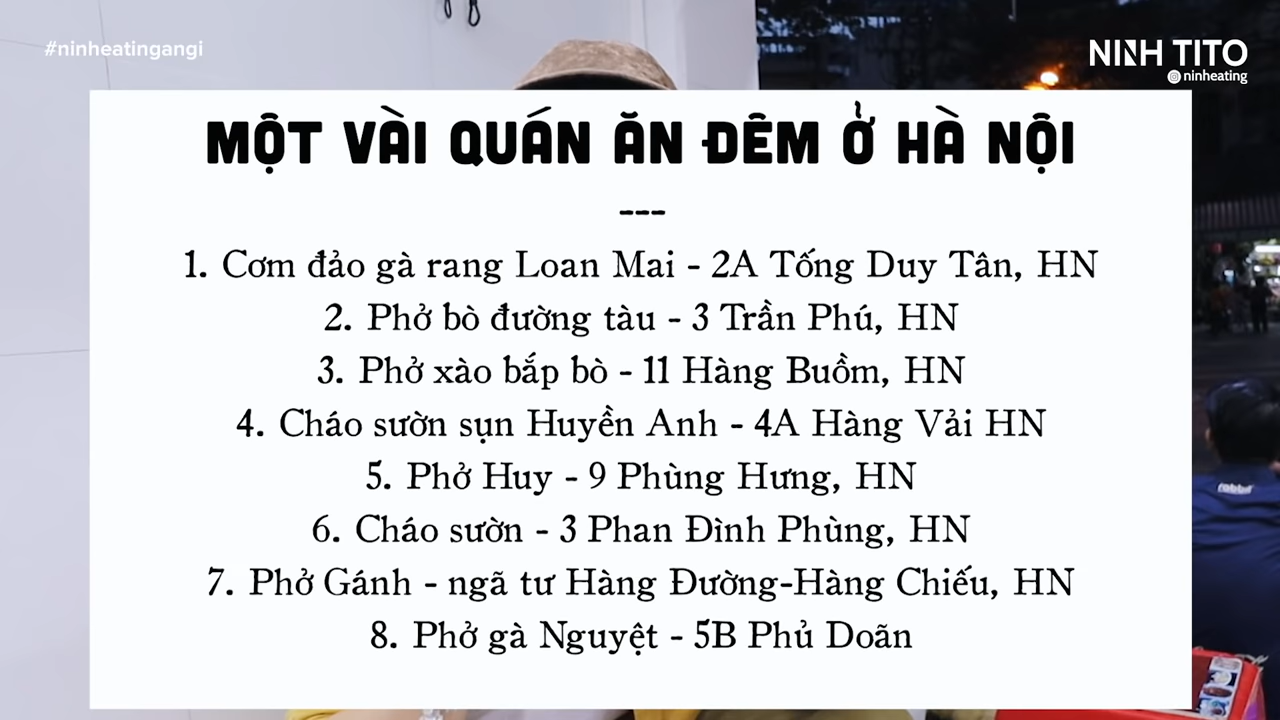 #ninheatingangi
NINH TITO
ninheating
MỘT VÀI QUÁN ĂN ĐÊM Ở HÀ NỘI
---
1. Cơm đảo gà rang Loan Mai - 2A Tống Duy Tân, HN
2. Phở bò đường tàu - 3 Trần Phú, HN
3. Phở xào bắp bò - 11 Hàng Buồm, HN
4. Cháo sườn sụn Huyền Anh - 4A Hàng Vải HN
5. Phở Huy - 9 Phùng Hưng, HN
6. Cháo sườn - 3 Phan Đình Phùng, HN
7. Phở Gánh - ngã tư Hàng Đường-Hàng Chiếu, HN
8. Phở gà Nguyệt - 5B Phủ Doãn